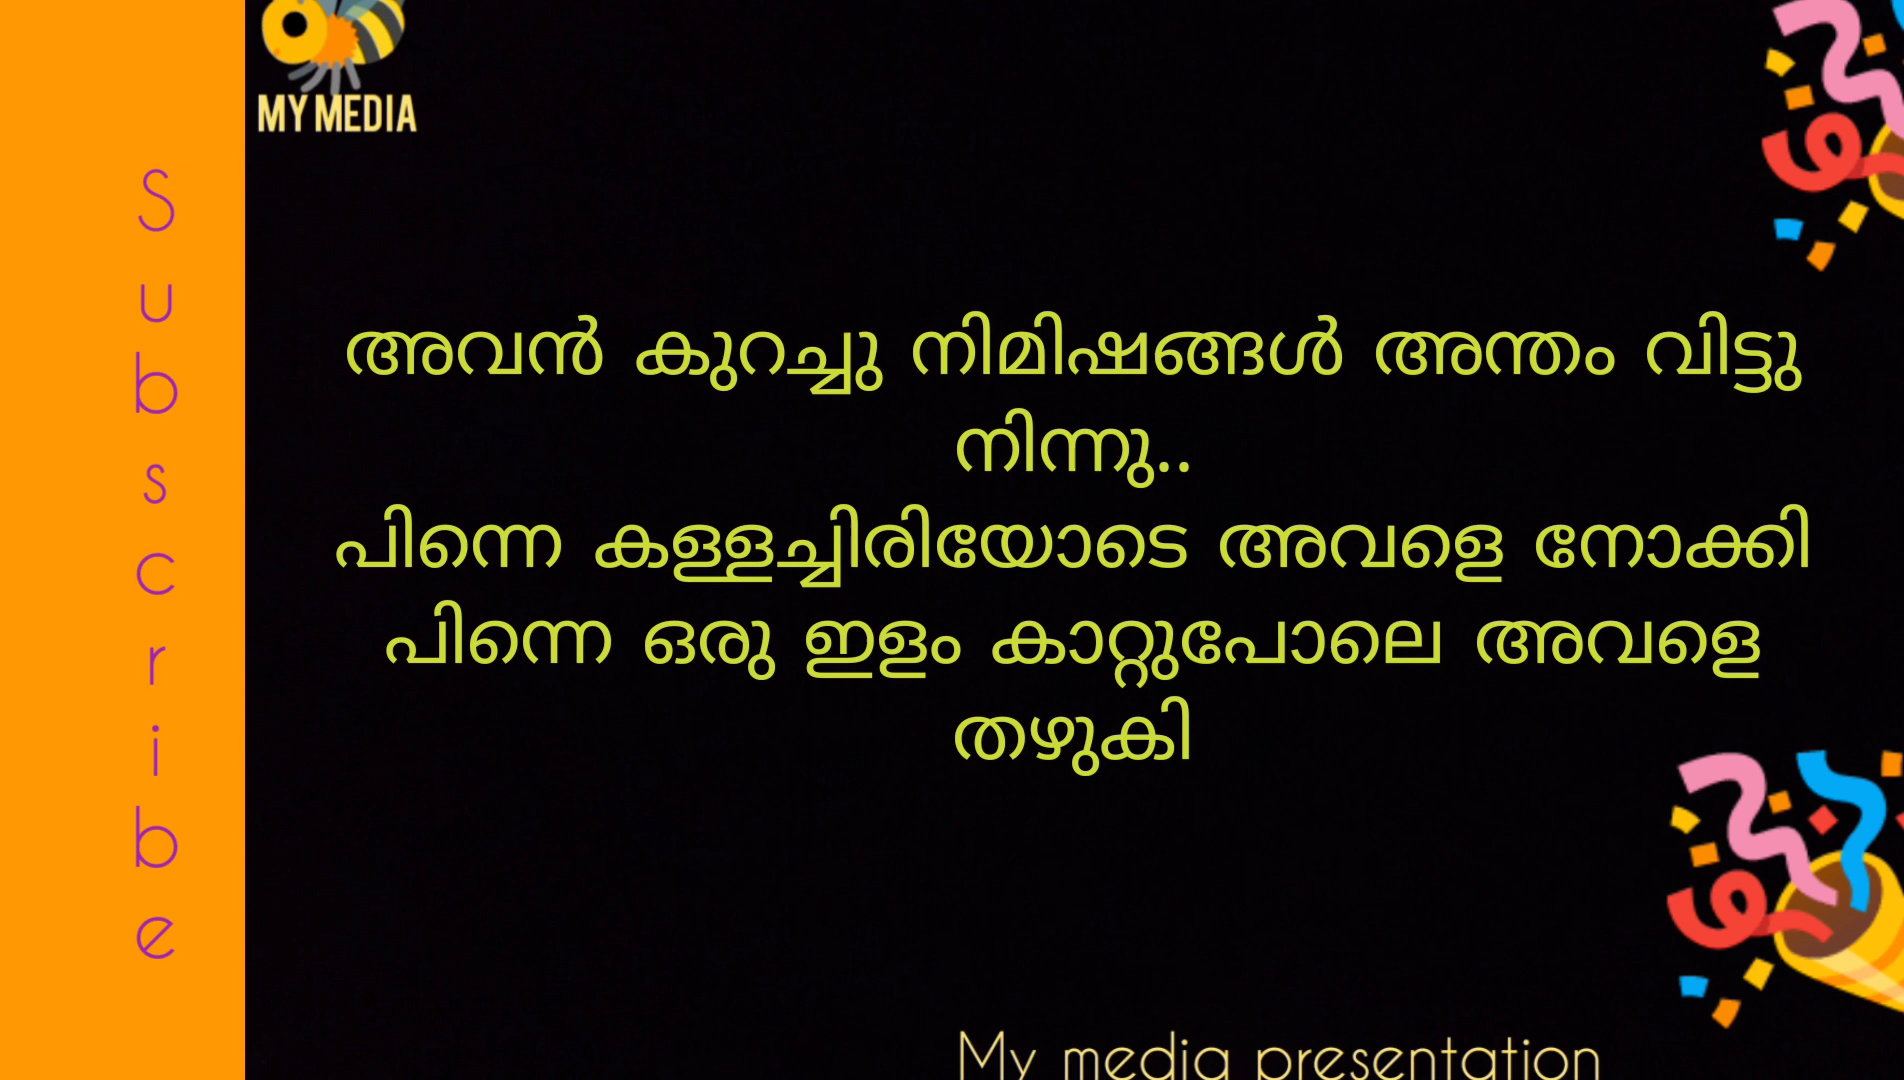 MY MEDIA
Subscribe
അവൻ കുറച്ചു നിമിഷങ്ങൾ അന്തം വിട്ടു
നിന്നു..
പിന്നെ കള്ളച്ചിരിയോടെ അവളെ നോക്കി
പിന്നെ ഒരു ഇളം കാറ്റുപോലെ അവളെ
തഴുകി
My media presentation